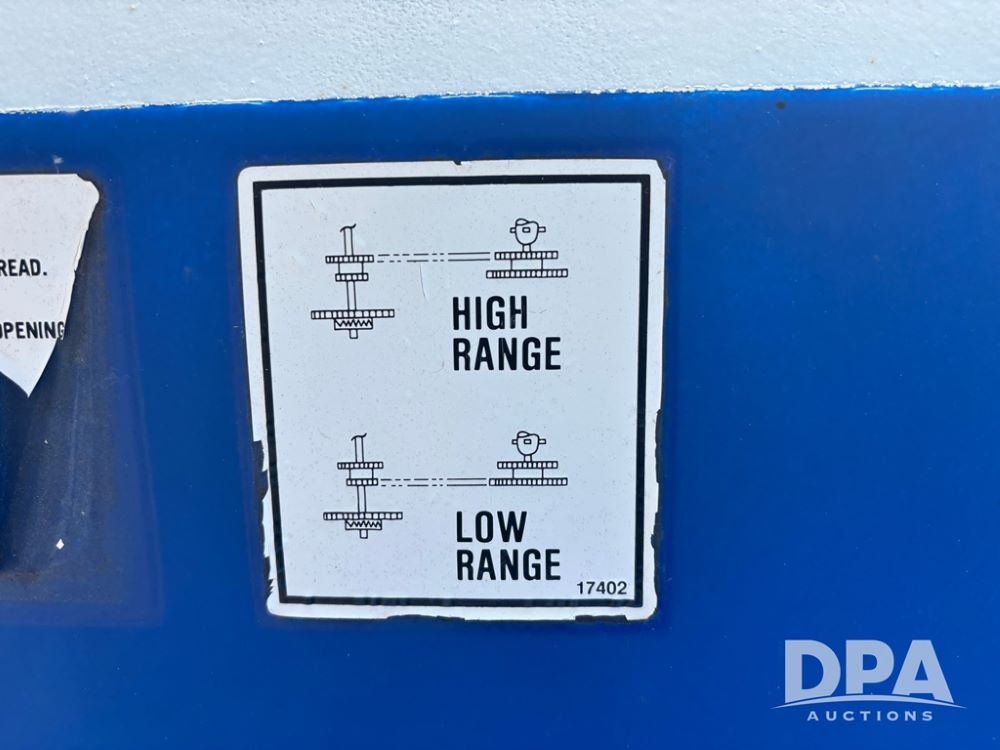 READ.
OPENING
HIGH
RANGE
LOW
RANGE
17402
DPA
AUCTIONS